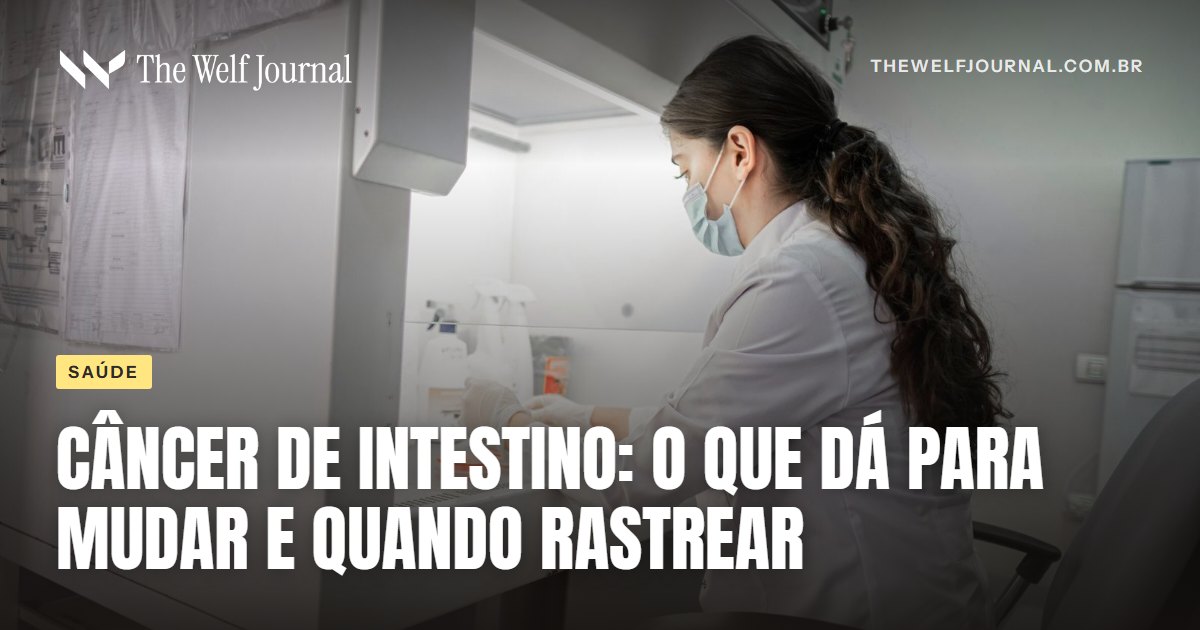 The Welf Journal
THEWELFJOURNAL.COM.BR
SAÚDE
CÂNCER DE INTESTINO: O QUE DÁ PARA
MUDAR E QUANDO RASTREAR